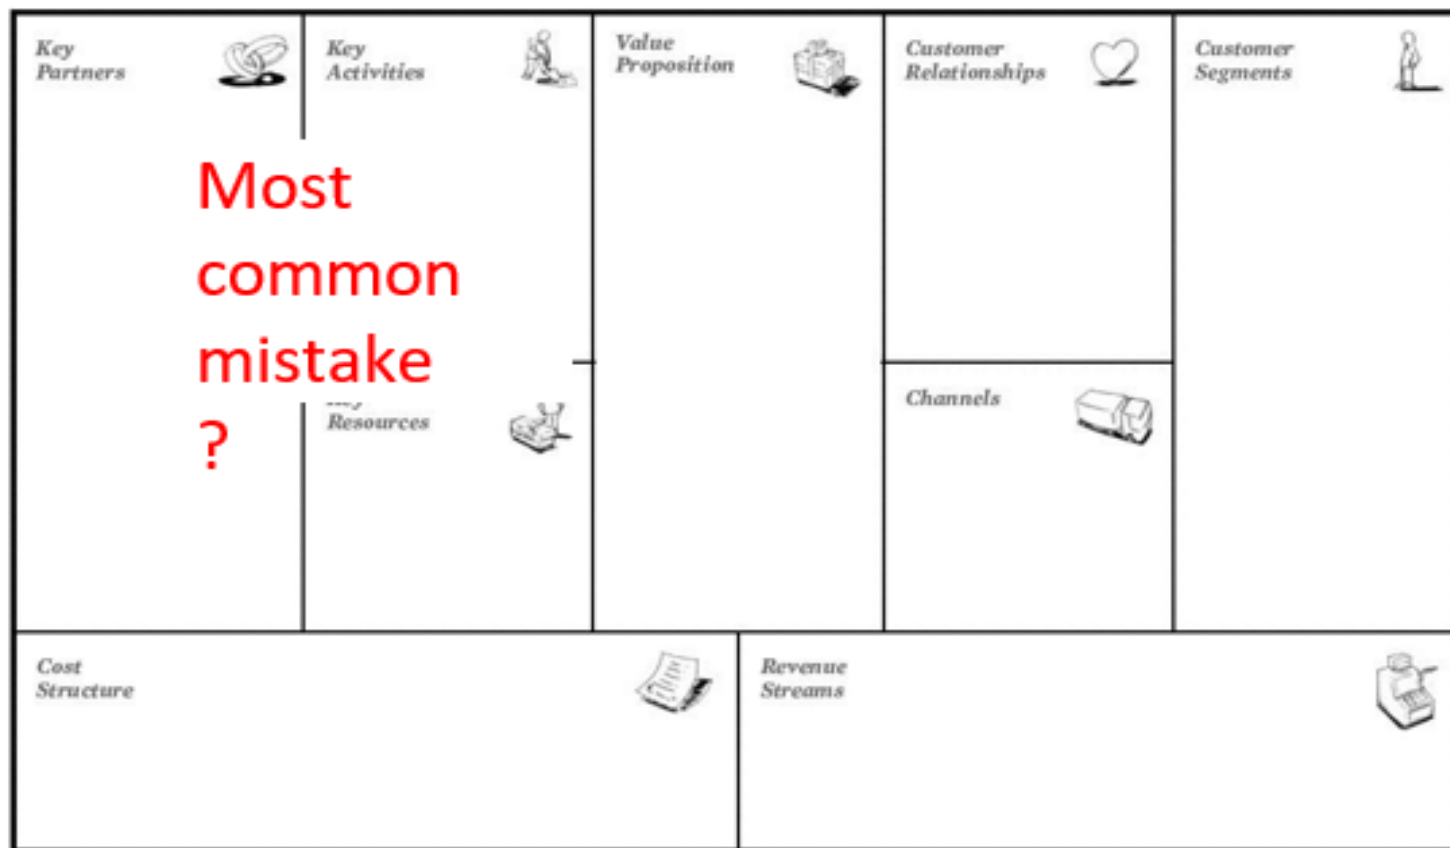 Key
Partners
Key
Activities
Value
Proposition
Customer
Relationships
Customer
Segments
Most
common
mistake
?
Resources
Channels
Cost
Structure
Revenue
Streams